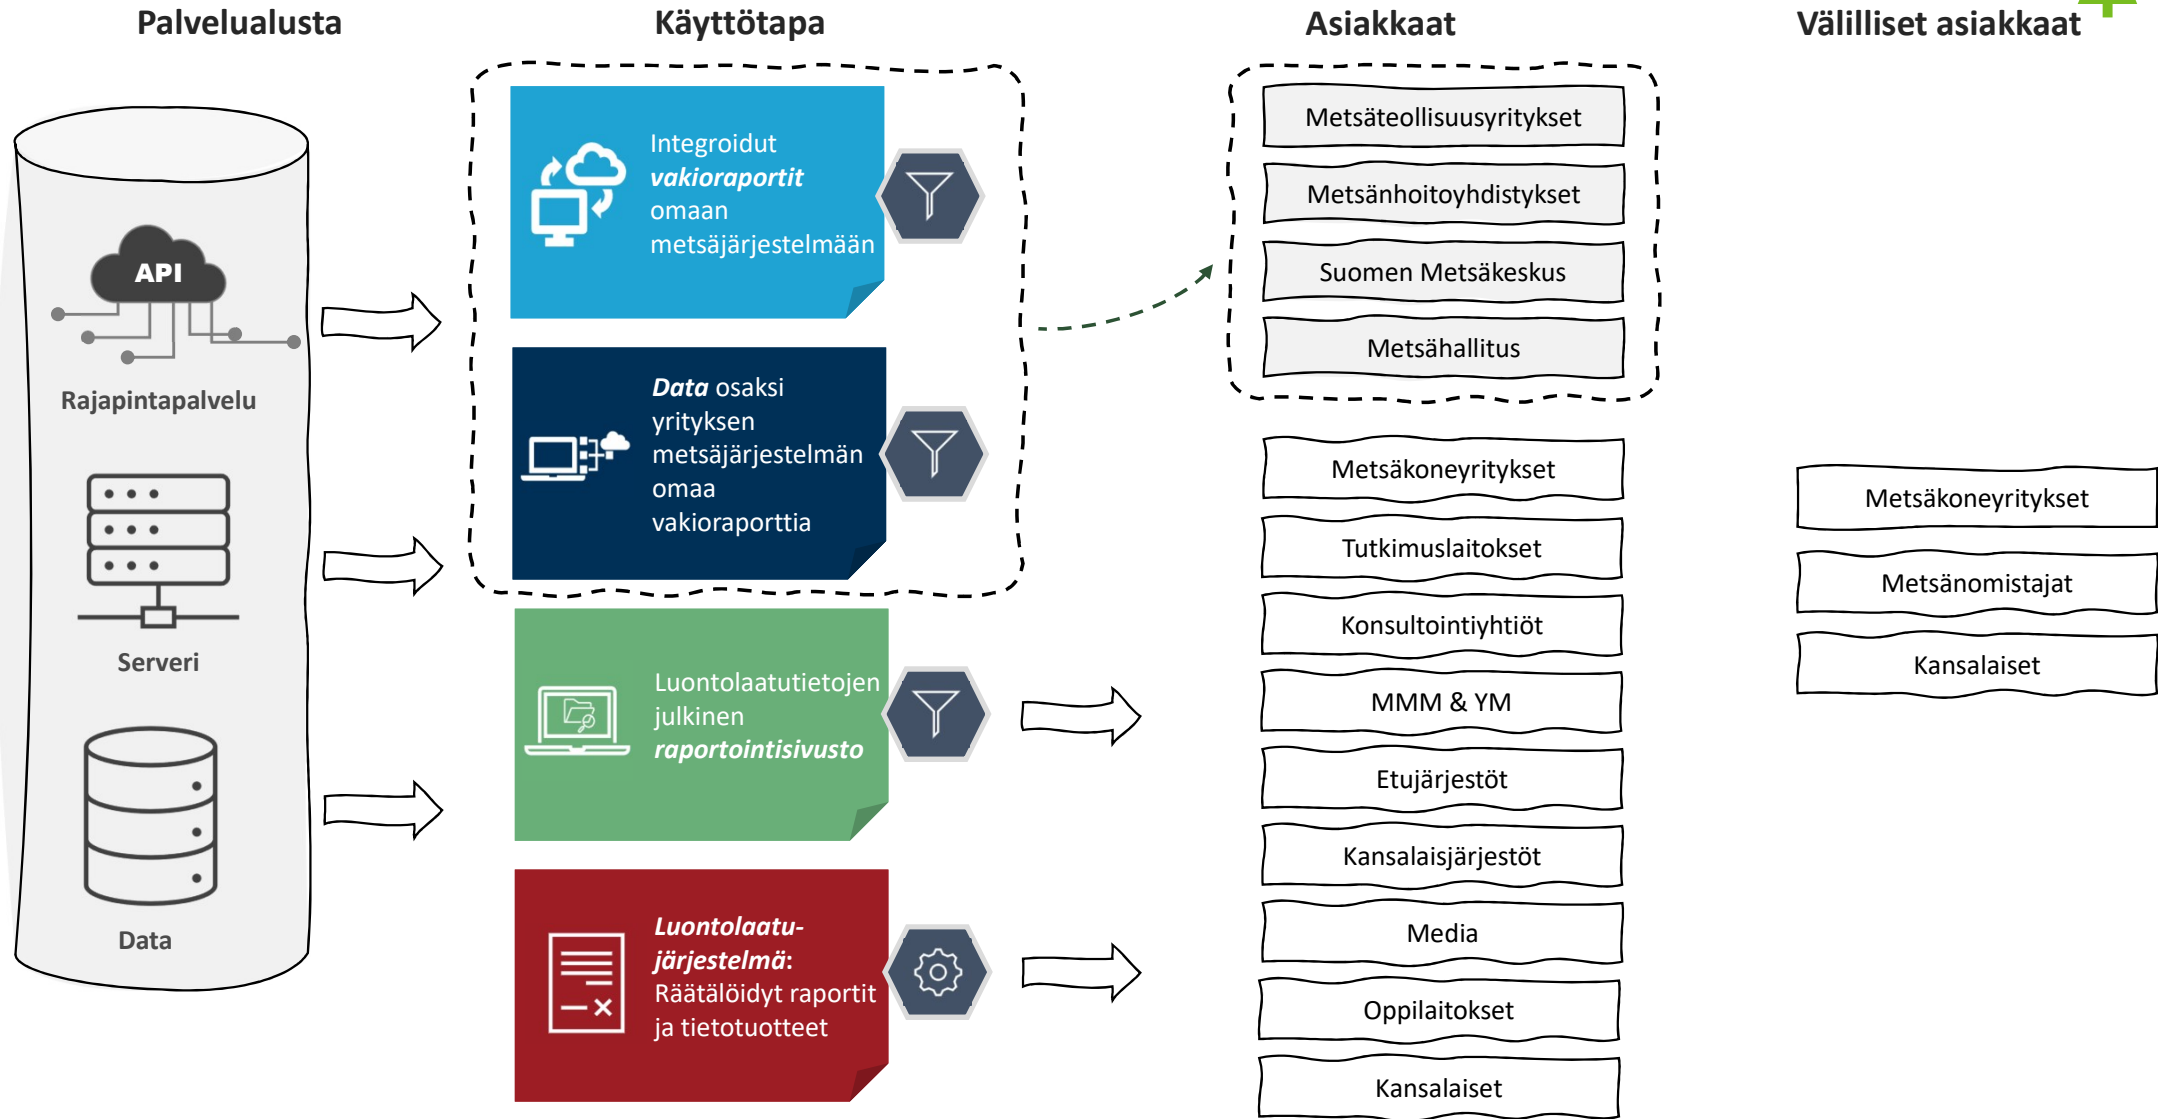 Palvelualusta
Käyttötapa
Asiakkaat
Välilliset asiakkaat
API
Rajapintapalvelu
Serveri
Data
Integroidut
vakioraportit
omaan
metsäjärjestelmään
Data osaksi
yrityksen
metsäjärjestelmän
omaa
vakioraporttia
Luontolaatutietojen
julkinen
raportointisivusto
Luontolaatu-
järjestelmä:
Räätälöidyt raportit
ja tietotuotteet
Metsäteollisuusyritykset
Metsänhoitoyhdistykset
Suomen Metsäkeskus
Metsähallitus
Metsäkoneyritykset
Tutkimuslaitokset
Konsultointiyhtiöt
MMM & YM
Etujärjestöt
Kansalaisjärjestöt
Media
Oppilaitokset
Kansalaiset
Metsäkoneyritykset
Metsänomistajat
Kansalaiset